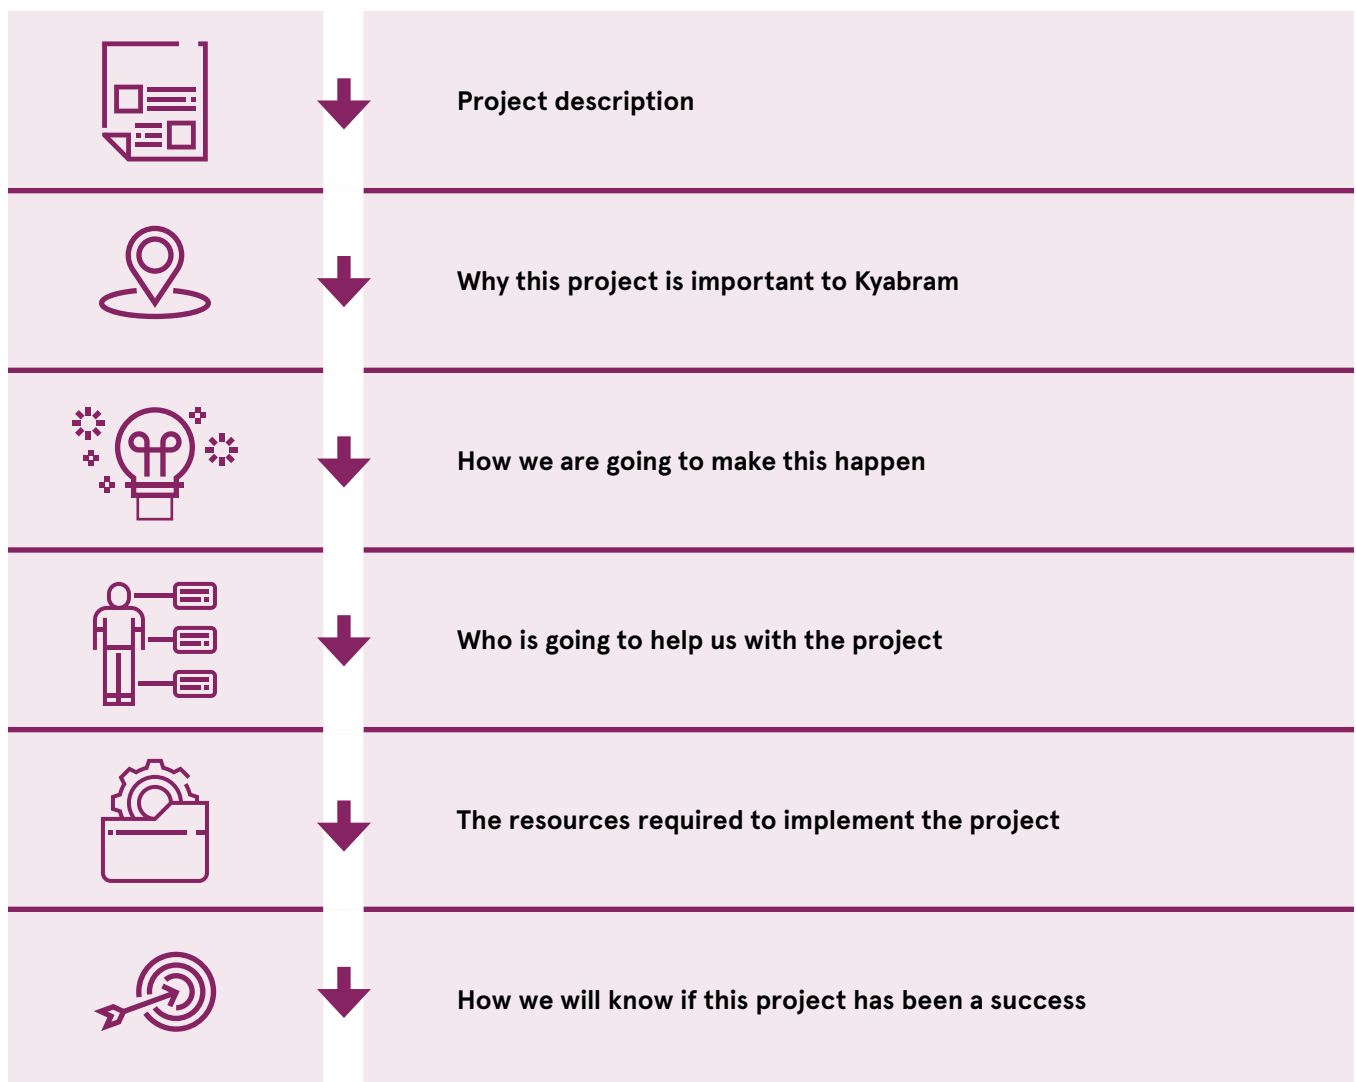 Project description
Why this project is important to Kyabram
How we are going to make this happen
Who is going to help us with the project
The resources required to implement the project
How we will know if this project has been a success